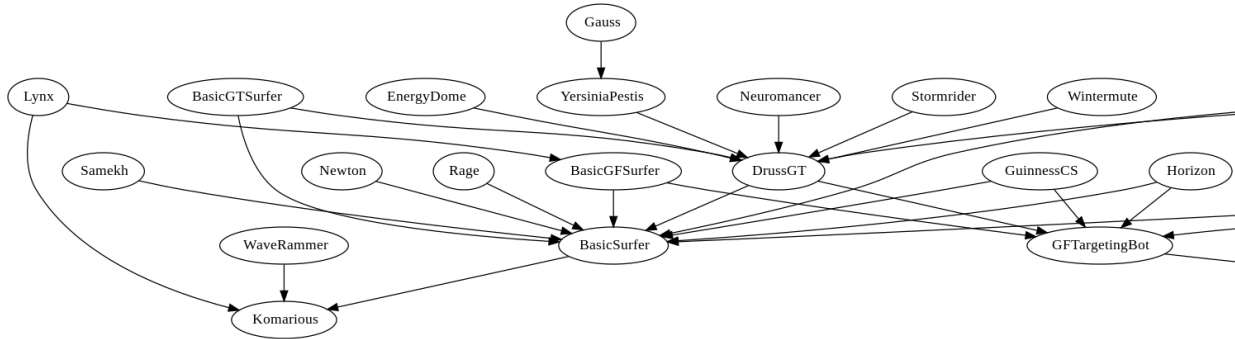 Gauss
Lynx
BasicGTSurfer
EnergyDome
YersiniaPestis
Neuromancer
Stormrider
Wintermute
Samekh
Newton
Rage
BasicGFSurfer
DrussGT
GuinnessCS
Horizon
WaveRammer
BasicSurfer
GFTargetingBot
Komarious